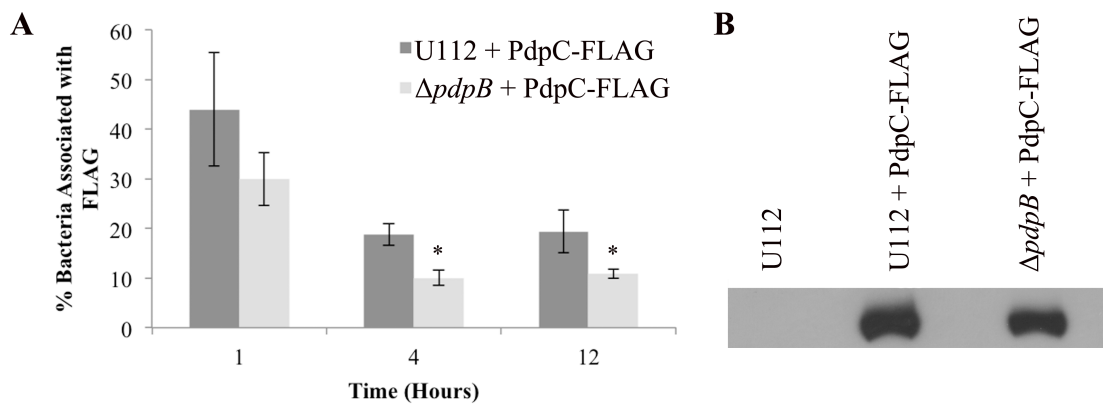 A
% Bacteria Associated with
FLAG
60
50
40
30
20
10
0
U112 + PdpC-FLAG
ΔpdpB + PdpC-FLAG
*
*
1
4
12
Time (Hours)
B
U112
U112 + PdpC-FLAG
ΔpdpB + PdpC-FLAG